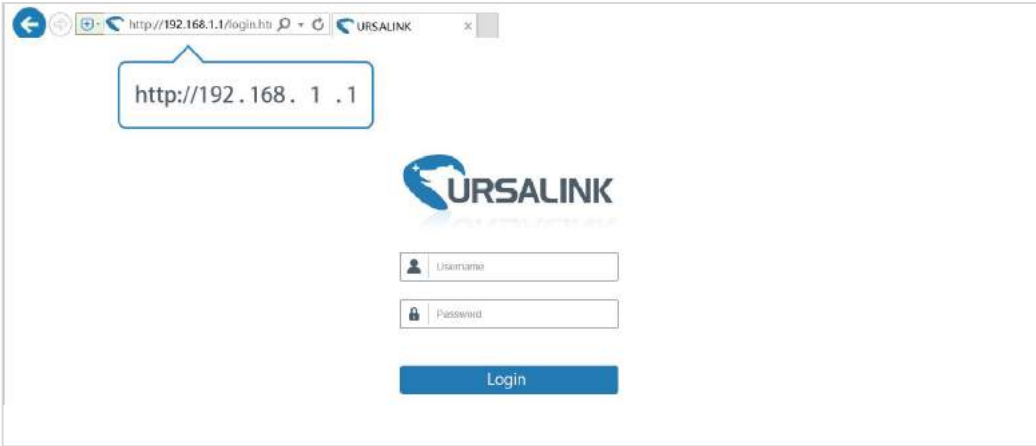 http://192.168.1.1/login.htı
URSALINK
×
http://192.168. 1 .1
URSALINK
Username
Password
Login